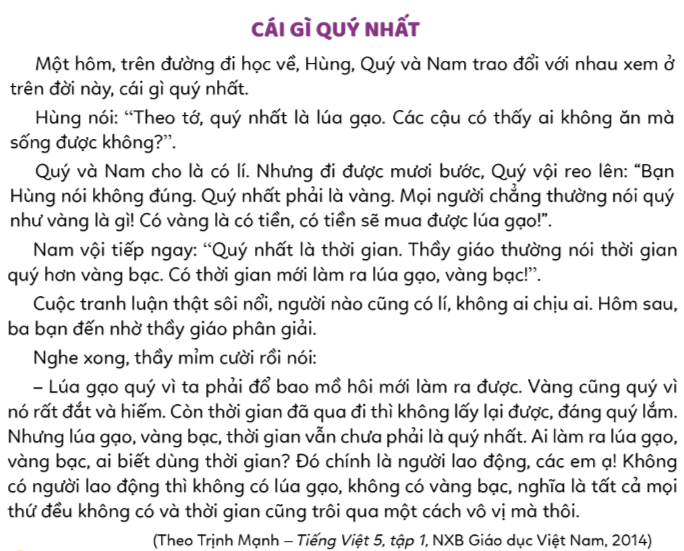 CÁI GÌ QUÝ NHẤT
Một hôm, trên đường đi học về, Hùng, Quý và Nam trao đổi với nhau xem ở
trên đời này, cái gì quý nhất.
Hùng nói: “Theo tớ, quý nhất là lúa gạo. Các cậu có thấy ai không ăn mà
sống được không?”.
Quý và Nam cho là có lí. Nhưng đi được mươi bước, Quý vội reo lên: “Bạn
Hùng nói không đúng. Quý nhất phải là vàng. Mọi người chẳng thường nói quý
như vàng là gì! Có vàng là có tiền, có tiền sẽ mua được lúa gạo!”.
Nam vội tiếp ngay: “Quý nhất là thời gian. Thầy giáo thường nói thời gian
quý hơn vàng bạc. Có thời gian mới làm ra lúa gạo, vàng bạc!”.
Cuộc tranh luận thật sôi nổi, người nào cũng có lí, không ai chịu ai. Hôm sau,
ba bạn đến nhờ thầy giáo phân giải.
Nghe xong, thầy mỉm cười rồi nói:
– Lúa gạo quý vì ta phải đổ bao mồ hôi mới làm ra được. Vàng cũng quý vì
nó rất đắt và hiếm. Còn thời gian đã qua đi thì không lấy lại được, đáng quý lắm.
Nhưng lúa gạo, vàng bạc, thời gian vẫn chưa phải là quý nhất. Ai làm ra lúa gạo,
vàng bạc, ai biết dùng thời gian? Đó chính là người lao động, các em ạ! Không
có người lao động thì không có lúa gạo, không có vàng bạc, nghĩa là tất cả mọi
thứ đều không có và thời gian cũng trôi qua một cách vô vị mà thôi.
(Theo Trịnh Mạnh – Tiếng Việt 5, tập 1, NXB Giáo dục Việt Nam, 2014)